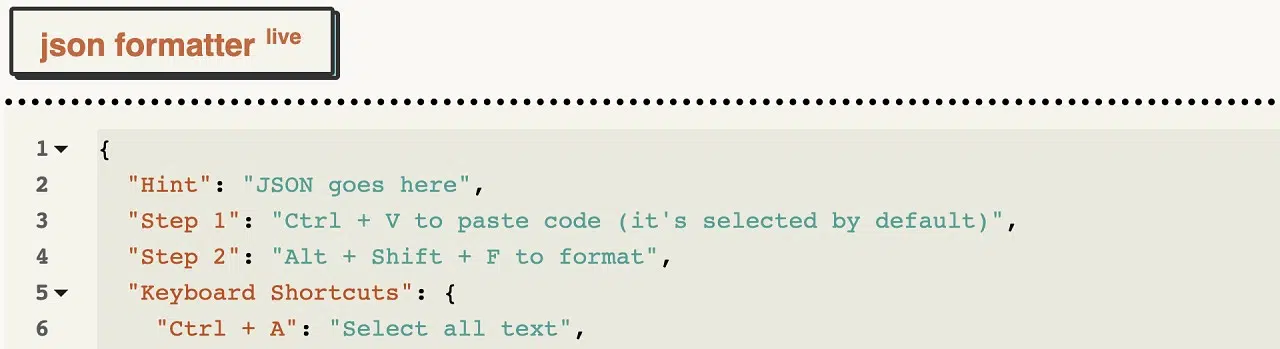 json formatter live
1 {
2 "Hint": "JSON goes here",
3 "Step 1": "Ctrl + V to paste code (it's selected by default)",
4 "Step 2": "Alt + Shift + F to format",
5 "Keyboard Shortcuts": {
6 "Ctrl + A": "Select all text",